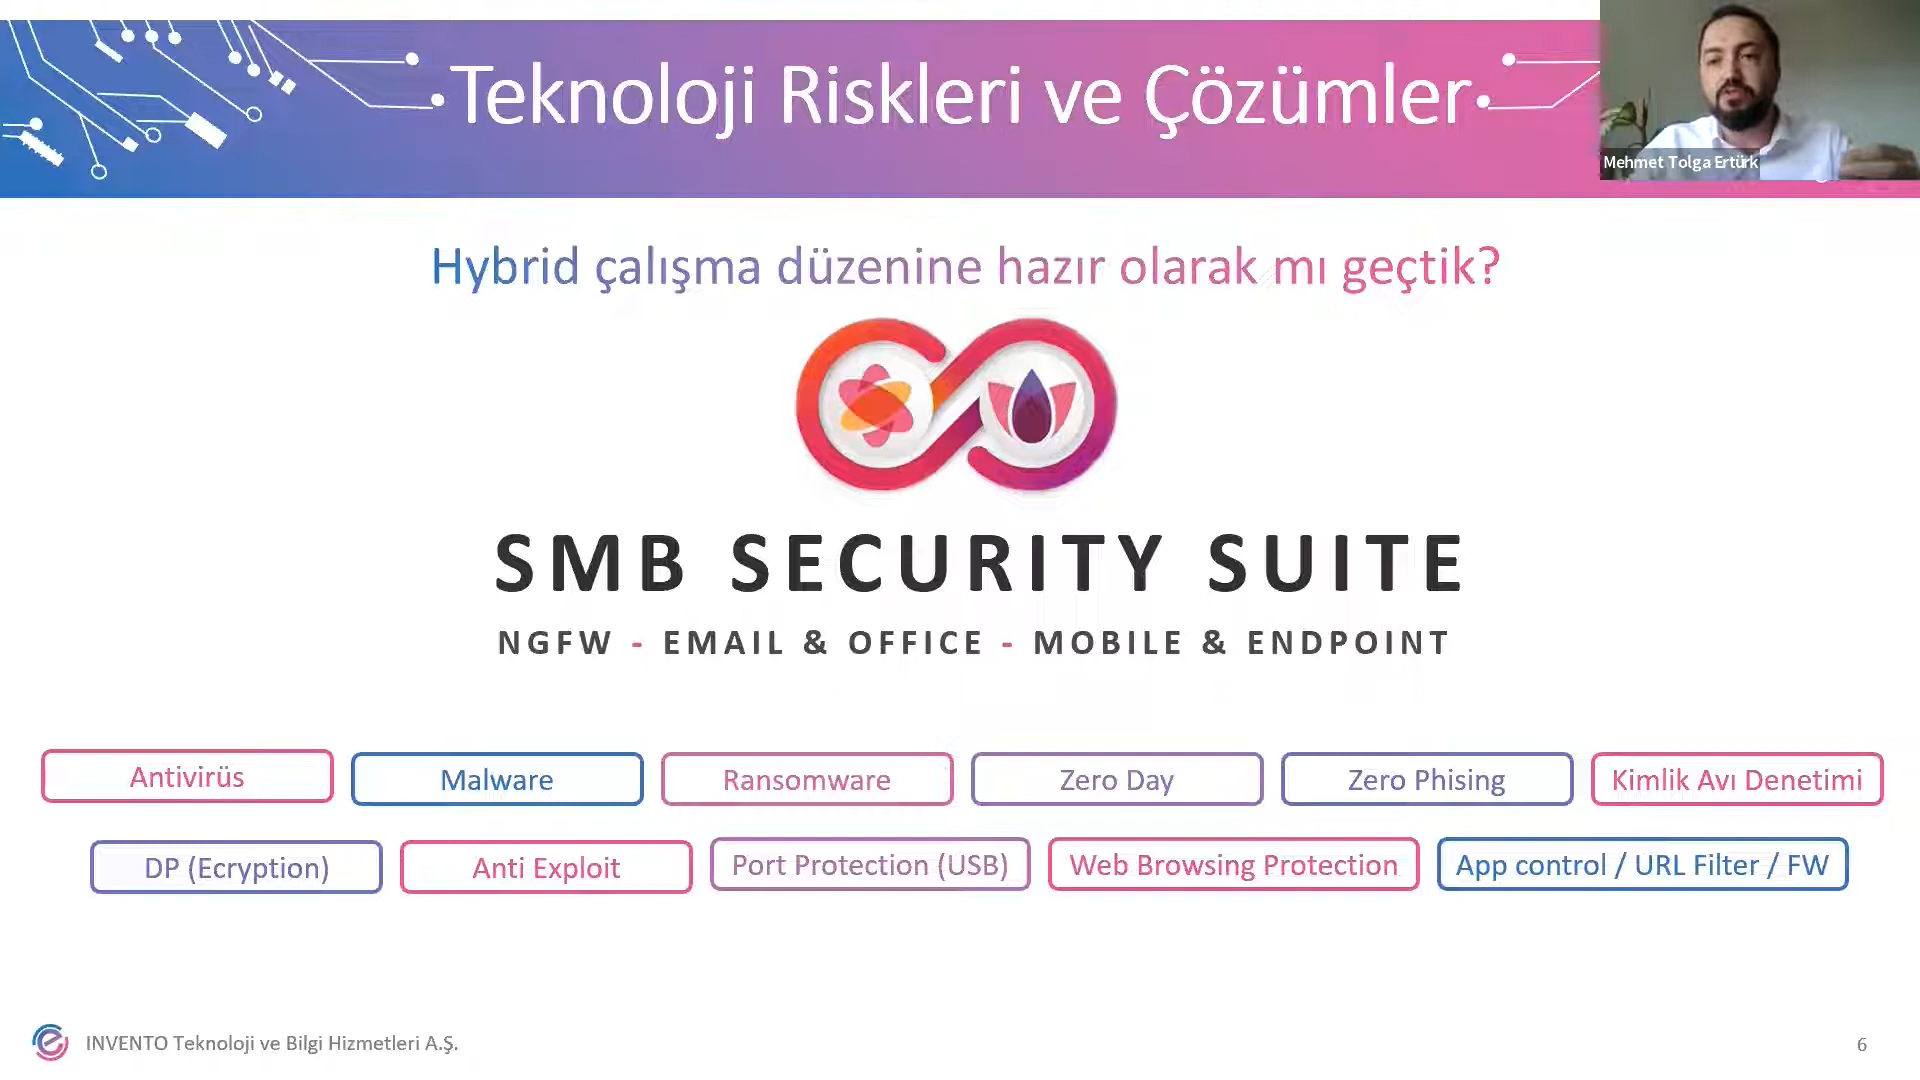 Teknoloji Riskleri ve Çözümler
Mehmet Tolga Ertürk
Hybrid çalışma düzenine hazır olarak mı geçtik?
SMB SECURITY SUITE
NGFW - EMAIL & OFFICE - MOBILE & ENDPOINT
Antivirüs
Malware
Ransomware
Zero Day
Zero Phising
Kimlik Avı Denetimi
DP (Ecryption)
Anti Exploit
Port Protection (USB)
Web Browsing Protection
App control / URL Filter / FW
INVENTO Teknoloji ve Bilgi Hizmetleri A.Ş.
6